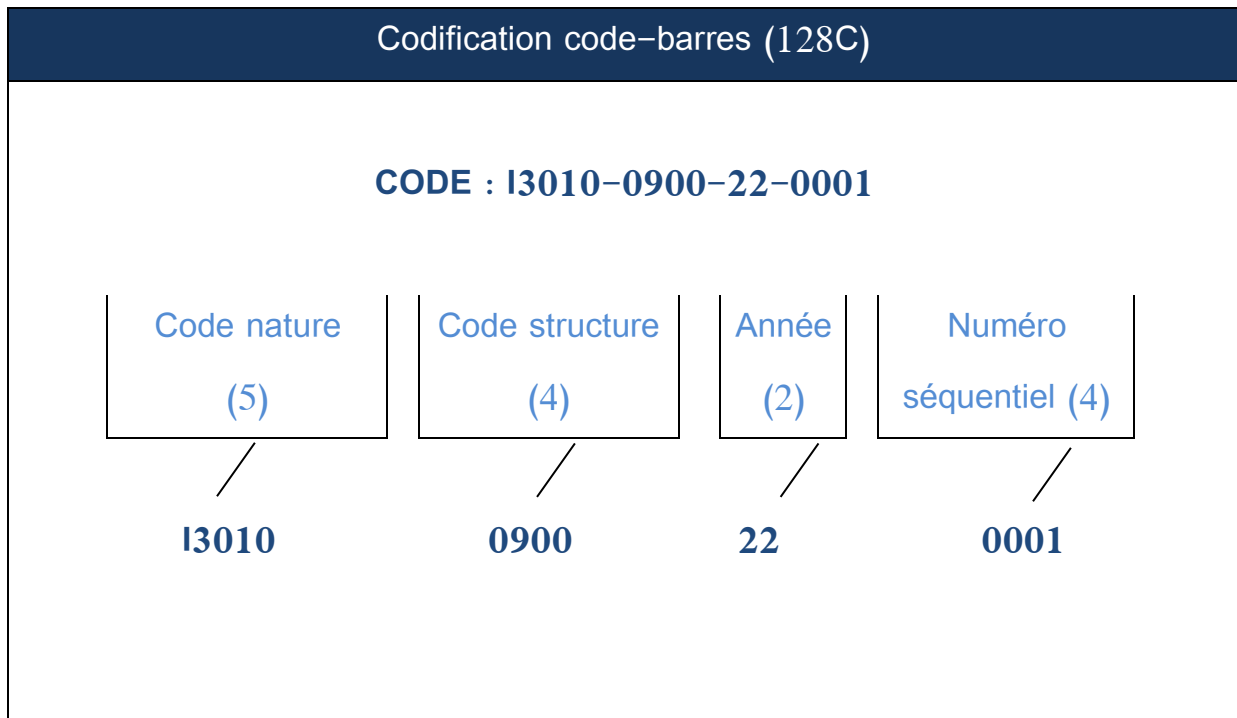 Codification code-barres (128C)
CODE : I3010-0900-22-0001
Code nature
(5)
Code structure
(4)
Année
(2)
Numéro
séquentiel (4)
I3010
0900
22
0001